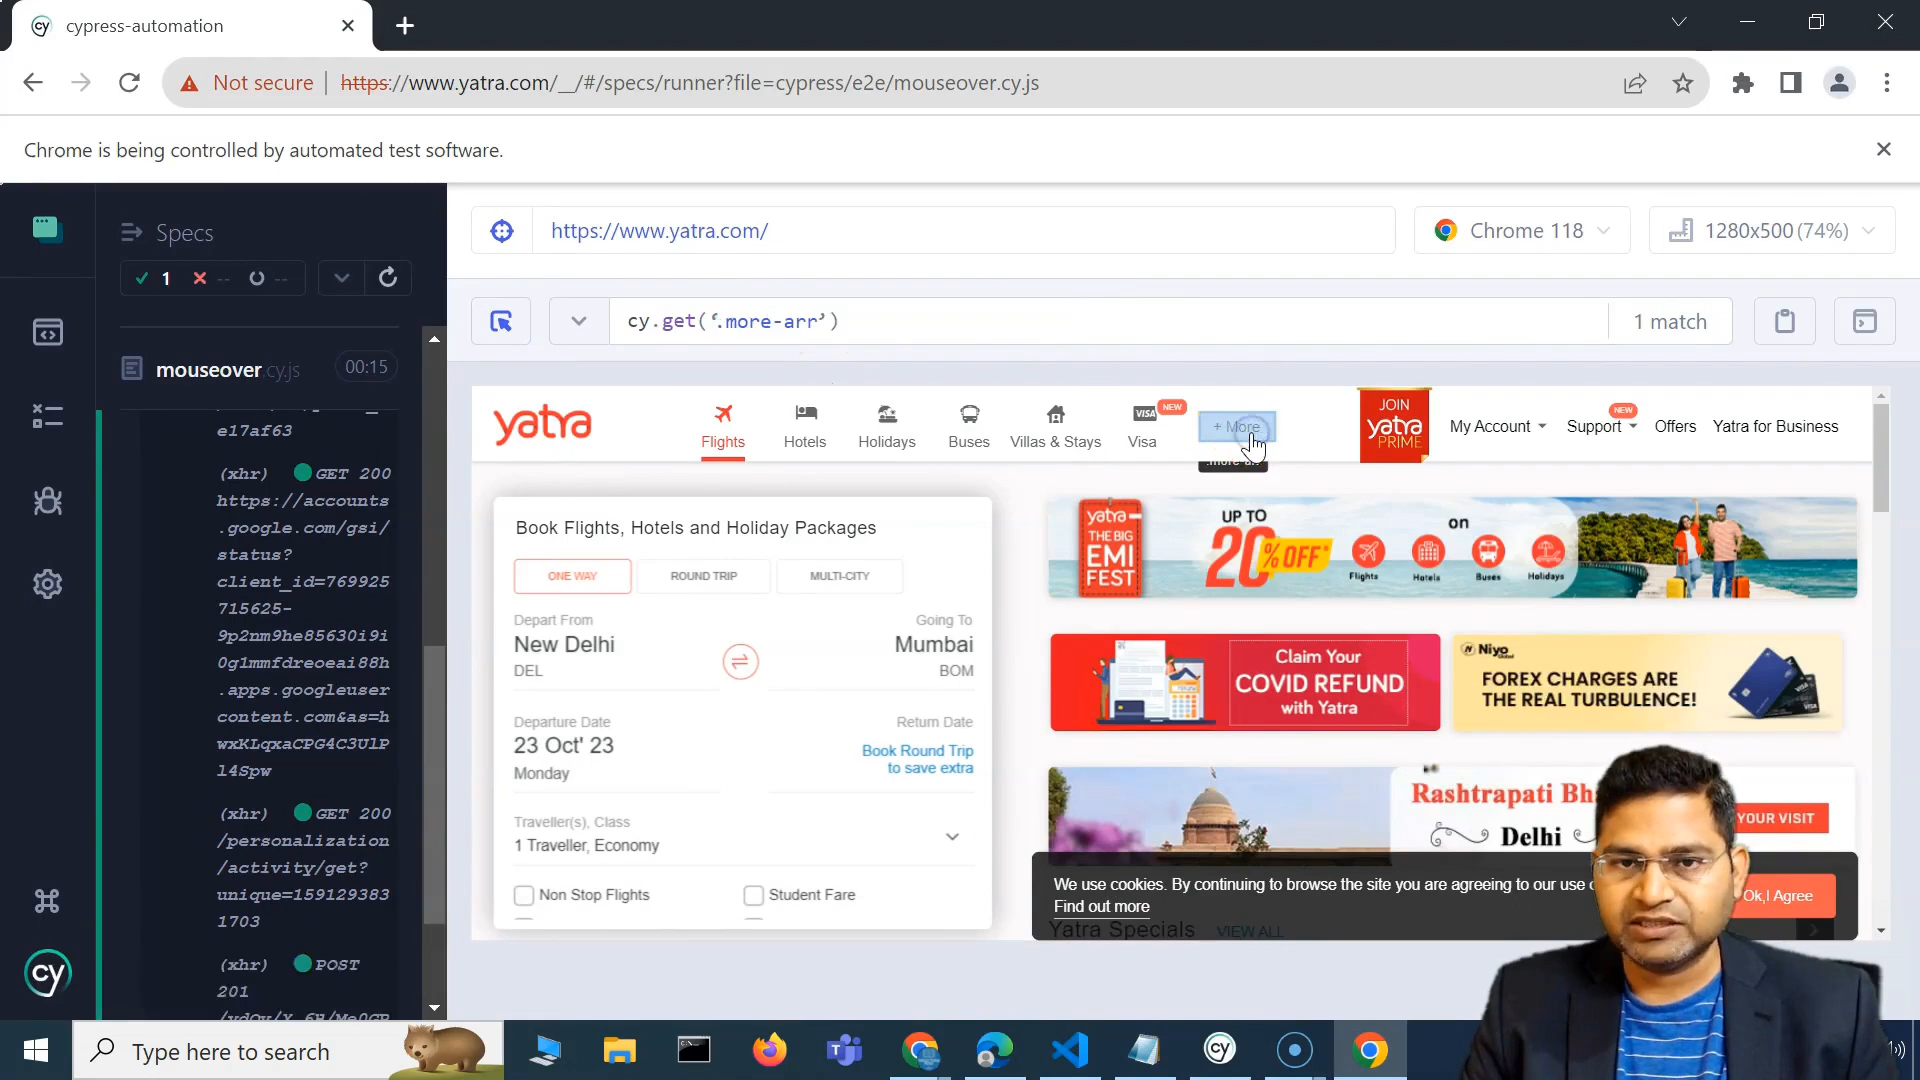 cypress-automation
Not secure https://www.yatra.com/__/#/specs/runner?file=cypress/e2e/mouseover.cy.js
Chrome is being controlled by automated test software.
Specs
1 -- --
mouseover.cy.js 00:15
e17af63
(xhr) GET 200
https://accounts
.google.com/gsi/
status?
client_id=769925
715625-
9p2nm9he85630i9i
0g1mmfdreoeai88h
.apps.googleuser
content.com&as=h
wxKLqxaCPG4C3UlP
l4Spw
(xhr) GET 200
/personalization
/activity/get?
unique=159129383
1703
(xhr) POST
201
https://www.yatra.com/
Chrome 118
1280x500 (74%)
cy.get('.more-arr')
1 match
yatra
Flights
Hotels
Holidays
Buses
Villas & Stays
VISA
Visa
NEW
+ More
JOIN
yatra
PRIME
My Account
Support
NEW
Offers
Yatra for Business
Book Flights, Hotels and Holiday Packages
ONE WAY
ROUND TRIP
MULTI-CITY
Depart From
New Delhi
DEL
Going To
Mumbai
BOM
Departure Date
23 Oct' 23
Monday
Return Date
Book Round Trip
to save extra
Traveller(s), Class
1 Traveller, Economy
Non Stop Flights
Student Fare
yatra
THE BIG
EMI
FEST
UP TO
20% OFF
on
Flights
Hotels
Buses
Holidays
Claim Your
COVID REFUND
with Yatra
Niyo
Global
FOREX CHARGES ARE
THE REAL TURBULENCE!
Rashtrapati
Delhi
YOUR VISIT
We use cookies. By continuing to browse the site you are agreeing to our use
Find out more
Ok,I Agree
Yatra Specials
VIEW ALL
cy
Type here to search